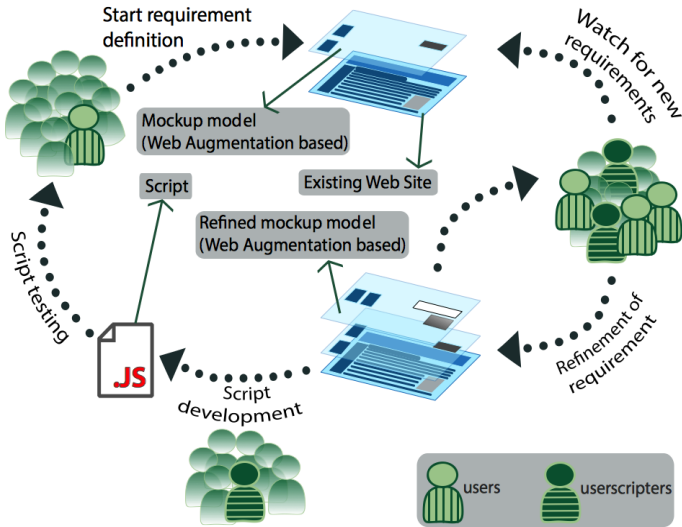 Start requirement
definition
Watch for new
requirements
Mockup model
(Web Augmentation based)
Script
Existing Web Site
Refined mockup model
(Web Augmentation based)
Script testing
.JS
Script
development
Refinement of
requirement
users
userscripters